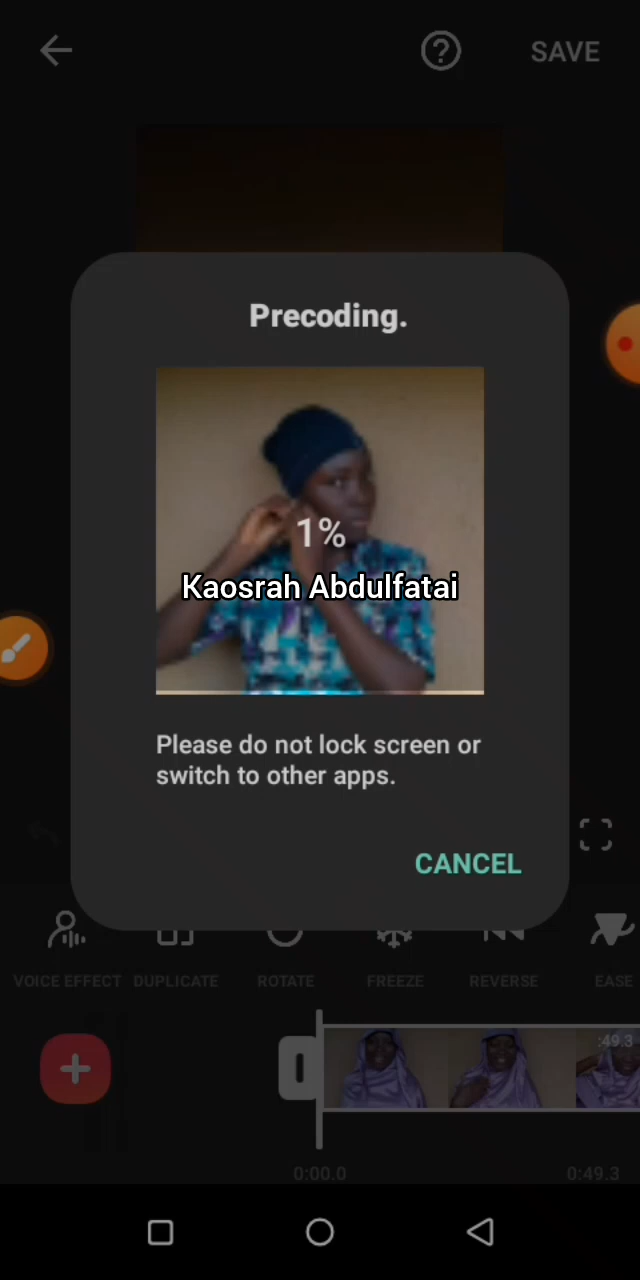 SAVE
Precoding.
1%
Kaosrah Abdulfatai
Please do not lock screen or
switch to other apps.
CANCEL
VOICE EFFECT DUPLICATE ROTATE FREEZE REVERSE EASE
:49.3
0:00.0 0:49.3